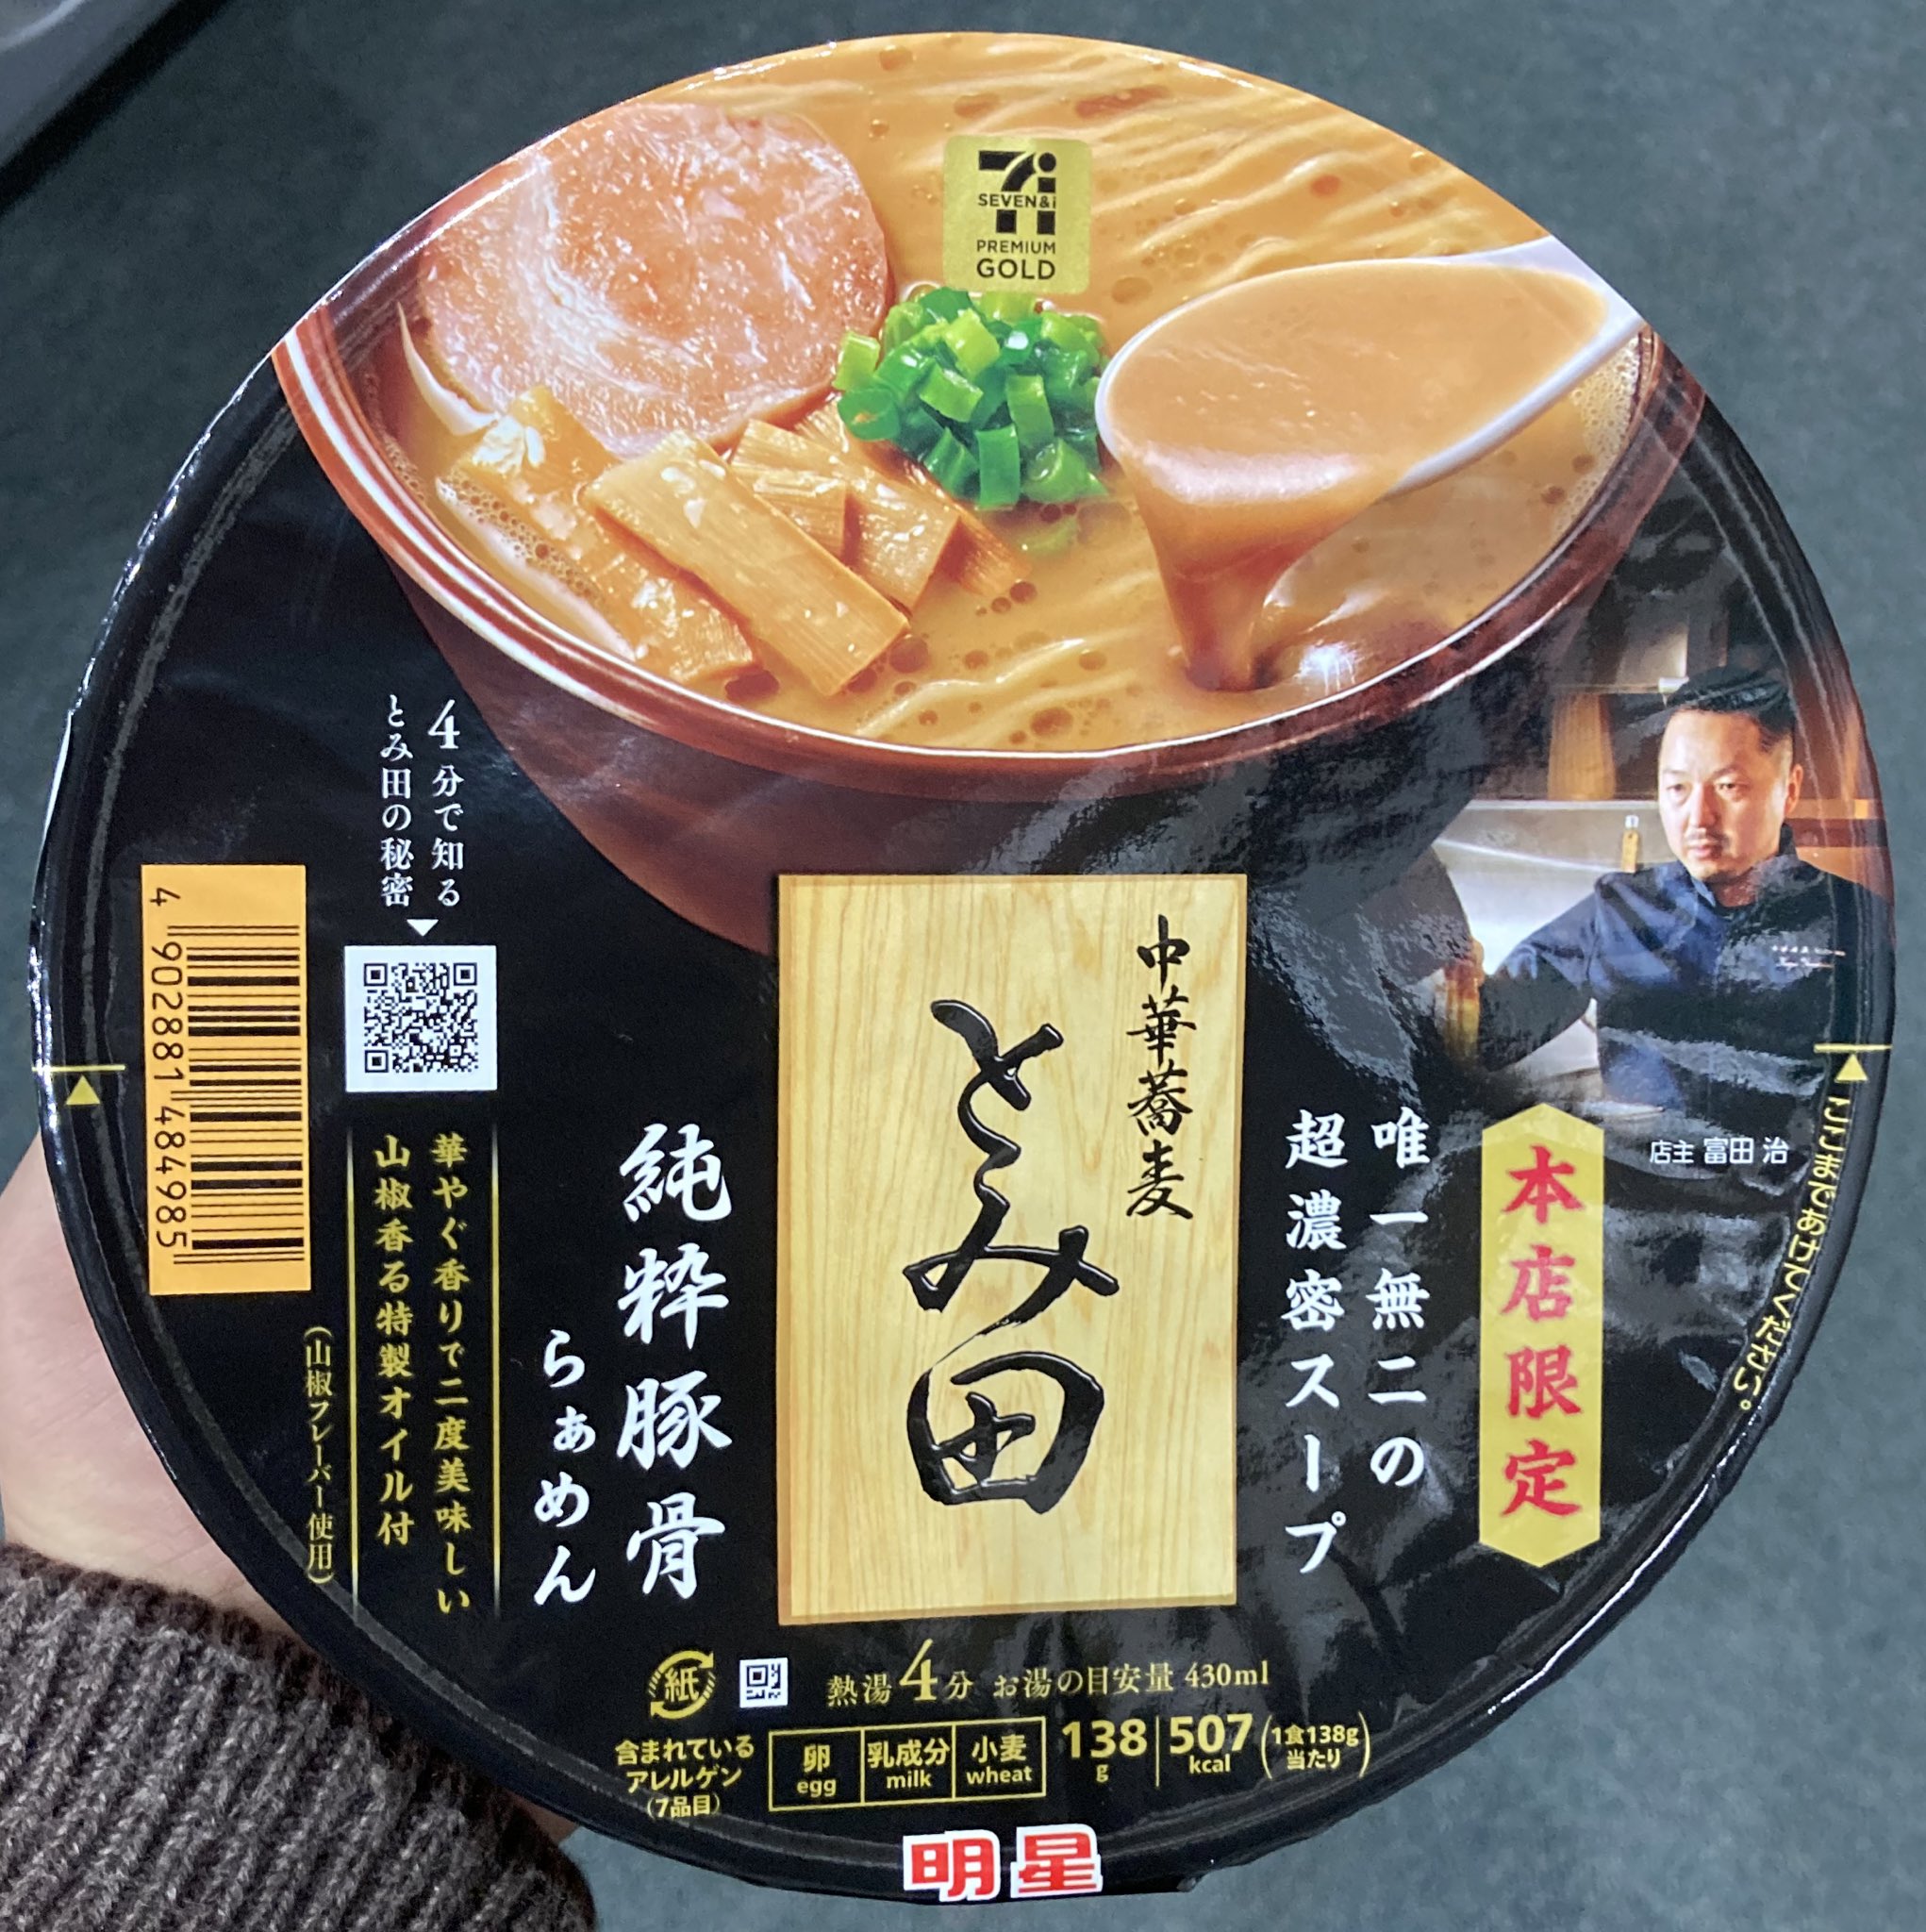 SEVEN&i
PREMIUM
GOLD
4分で知る
とみ田の秘密
4 902881 484985
中華蕎麦
とみ田
唯一無二の
超濃密スープ
本店限定
店主 富田 治
ここまであけてください。
純粋豚骨
らぁめん
華やぐ香りで二度美味しい
山椒香る特製オイル付
(山椒フレーバー使用)
紙
熱湯4分 お湯の目安量 430ml
含まれている
アレルゲン
(7品目)
卵
egg
乳成分
milk
小麦
wheat
138
g
507
kcal
(1食138g
当たり)
明星